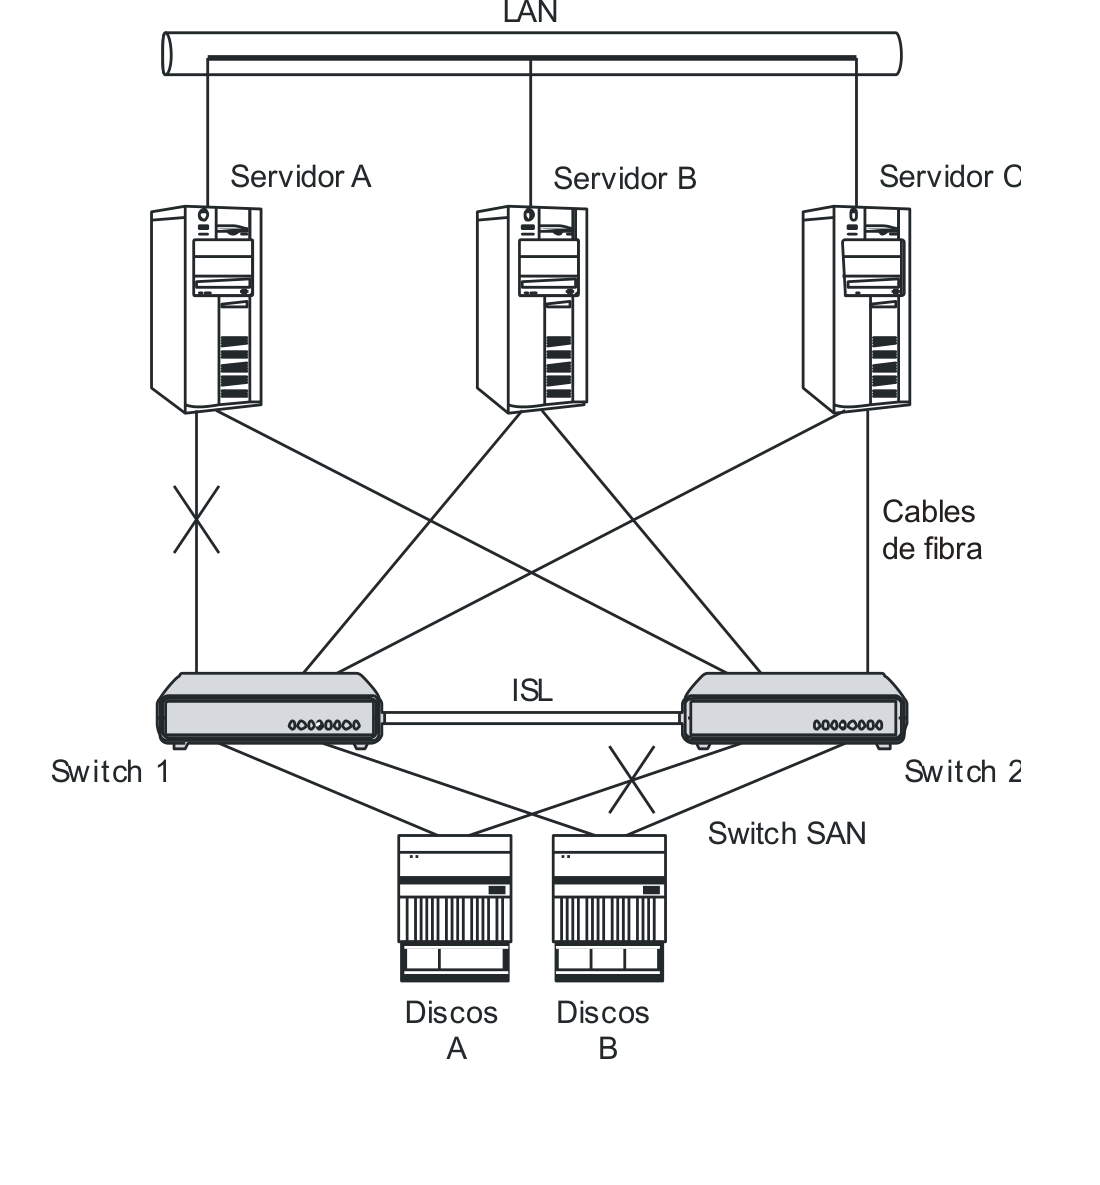 LAN
Servidor A
Servidor B
Servidor C
Cables
de fibra
ISL
Switch 1
Switch 2
Switch SAN
Discos
A
Discos
B